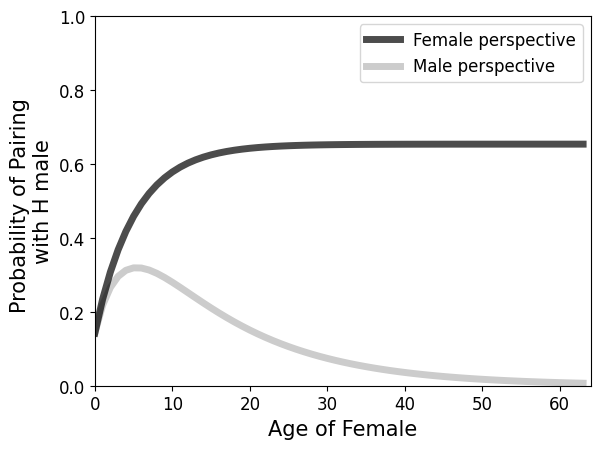 Female perspective
Male perspective
Probability of Pairing
with H male
1.0
0.8
0.6
0.4
0.2
0.0
0 10 20 30 40 50 60
Age of Female